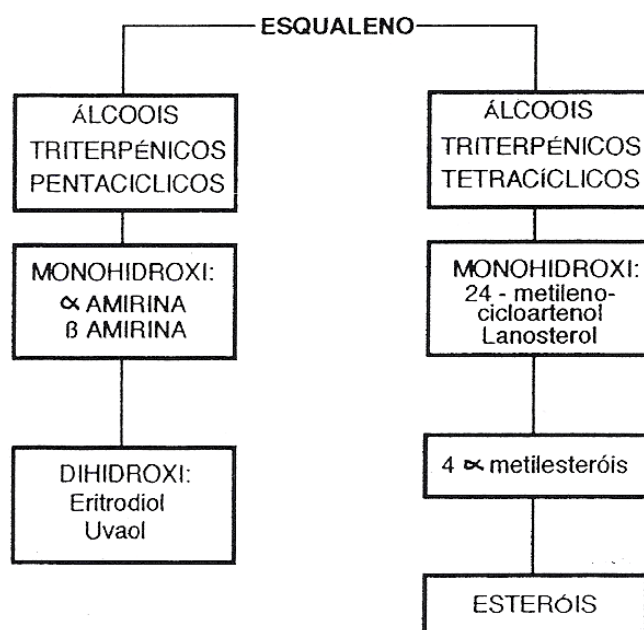 ESQUALENO
ÁLCOOIS
TRITERPÉNICOS
PENTACICLICOS
MONOHIDROXI:
α AMIRINA
ß AMIRINA
DIHIDROXI:
Eritrodiol
Uvaol
ÁLCOOIS
TRITERPÉNICOS
TETRACÍCLICOS
MONOHIDROXI:
24 - metileno-
cicloartenol
Lanosterol
4 α metilesteróis
ESTERÓIS